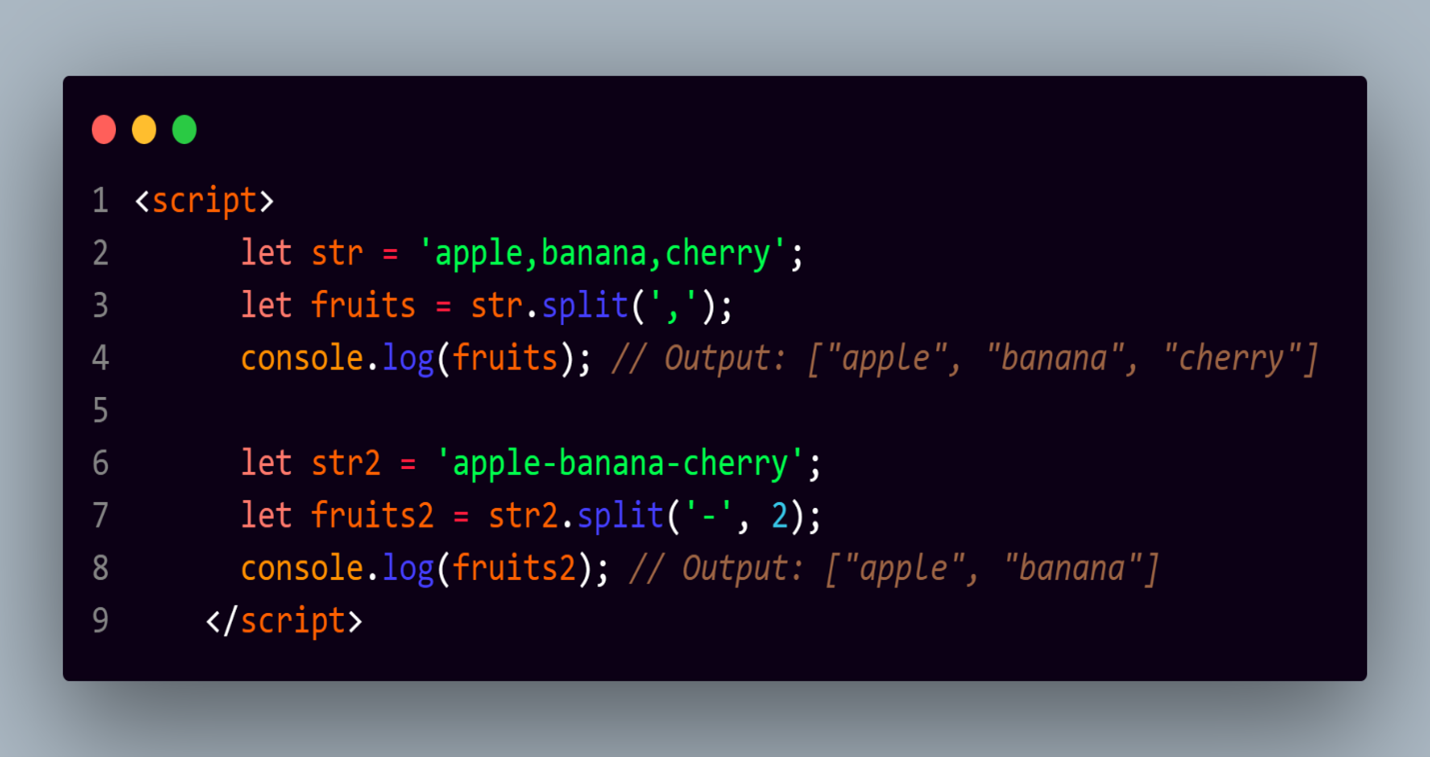 1 <script>
2 let str = 'apple,banana,cherry';
3 let fruits = str.split(',');
4 console.log(fruits); // Output: ["apple", "banana", "cherry"]
5
6 let str2 = 'apple-banana-cherry';
7 let fruits2 = str2.split('-', 2);
8 console.log(fruits2); // Output: ["apple", "banana"]
9 </script>